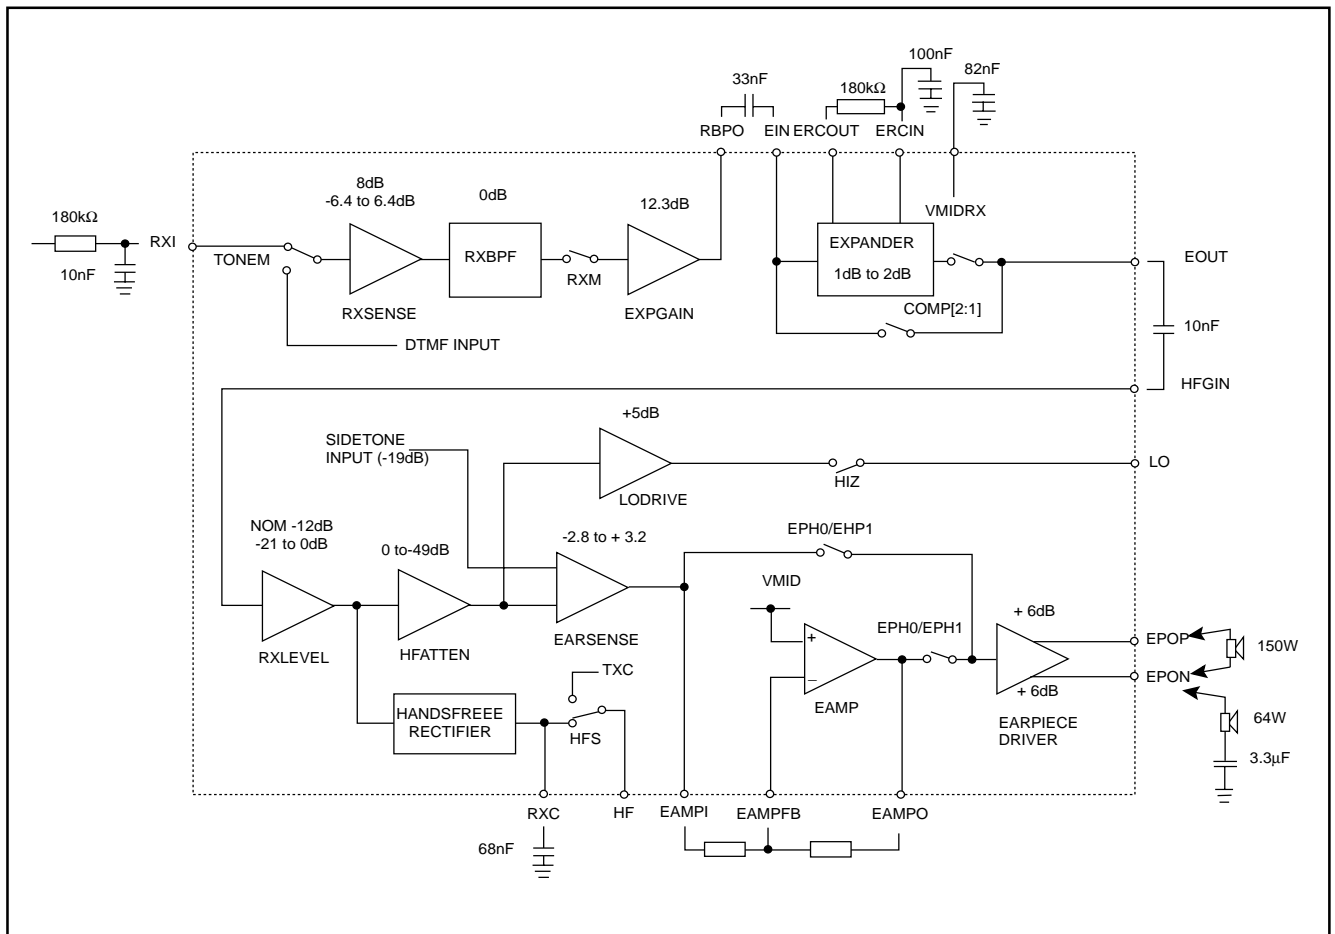 100nF
82nF
33nF
180kΩ
RBPO
EIN
ERCOUT
ERCIN
8dB
-6.4 to 6.4dB
0dB
12.3dB
VMIDRX
180kΩ
RXI
TONEM
RXBPF
EXPANDER
1dB to 2dB
EOUT
10nF
RXM
RXSENSE
EXPGAIN
COMP[2:1]
10nF
DTMF INPUT
HFGIN
+5dB
SIDETONE
INPUT (-19dB)
LO
HIZ
LODRIVE
NOM -12dB
-21 to 0dB
0 to-49dB
-2.8 to + 3.2
EPH0/EHP1
VMID
+ 6dB
EPH0/EPH1
+
EPOP
150W
EARSENSE
RXLEVEL
HFATTEN
TXC
–
EPON
+ 6dB
EAMP
HANDSFREEE
RECTIFIER
HFS
EARPIECE
DRIVER
64W
3.3µF
RXC
HF
EAMPI
EAMPFB
EAMPO
68nF